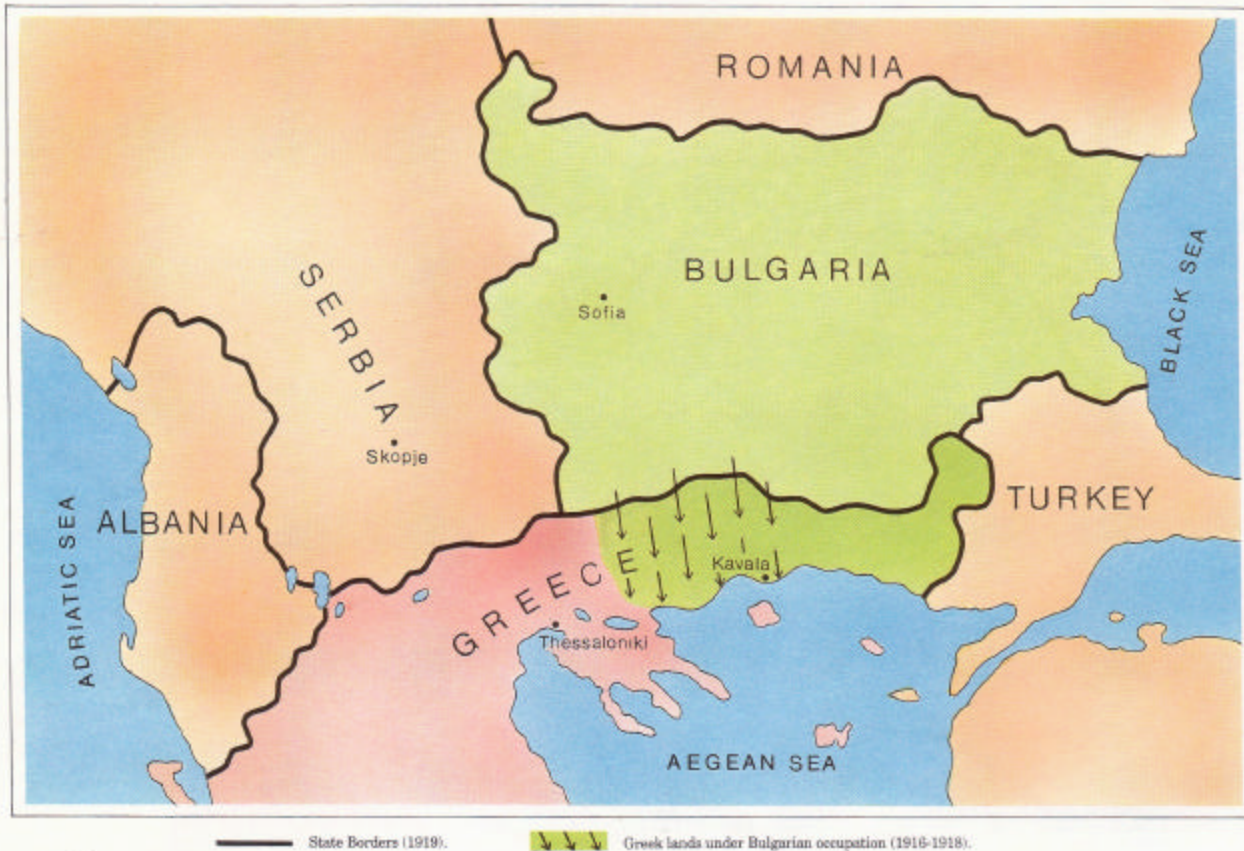 ROMANIA
BULGARIA
Sofia
BLACK SEA
SERBIA
Skopje
ALBANIA
ADRIATIC SEA
TURKEY
GREECE
Kavala
Thessaloniki
AEGEAN SEA
State Borders (1919).
Greek lands under Bulgarian occupation (1916-1918).